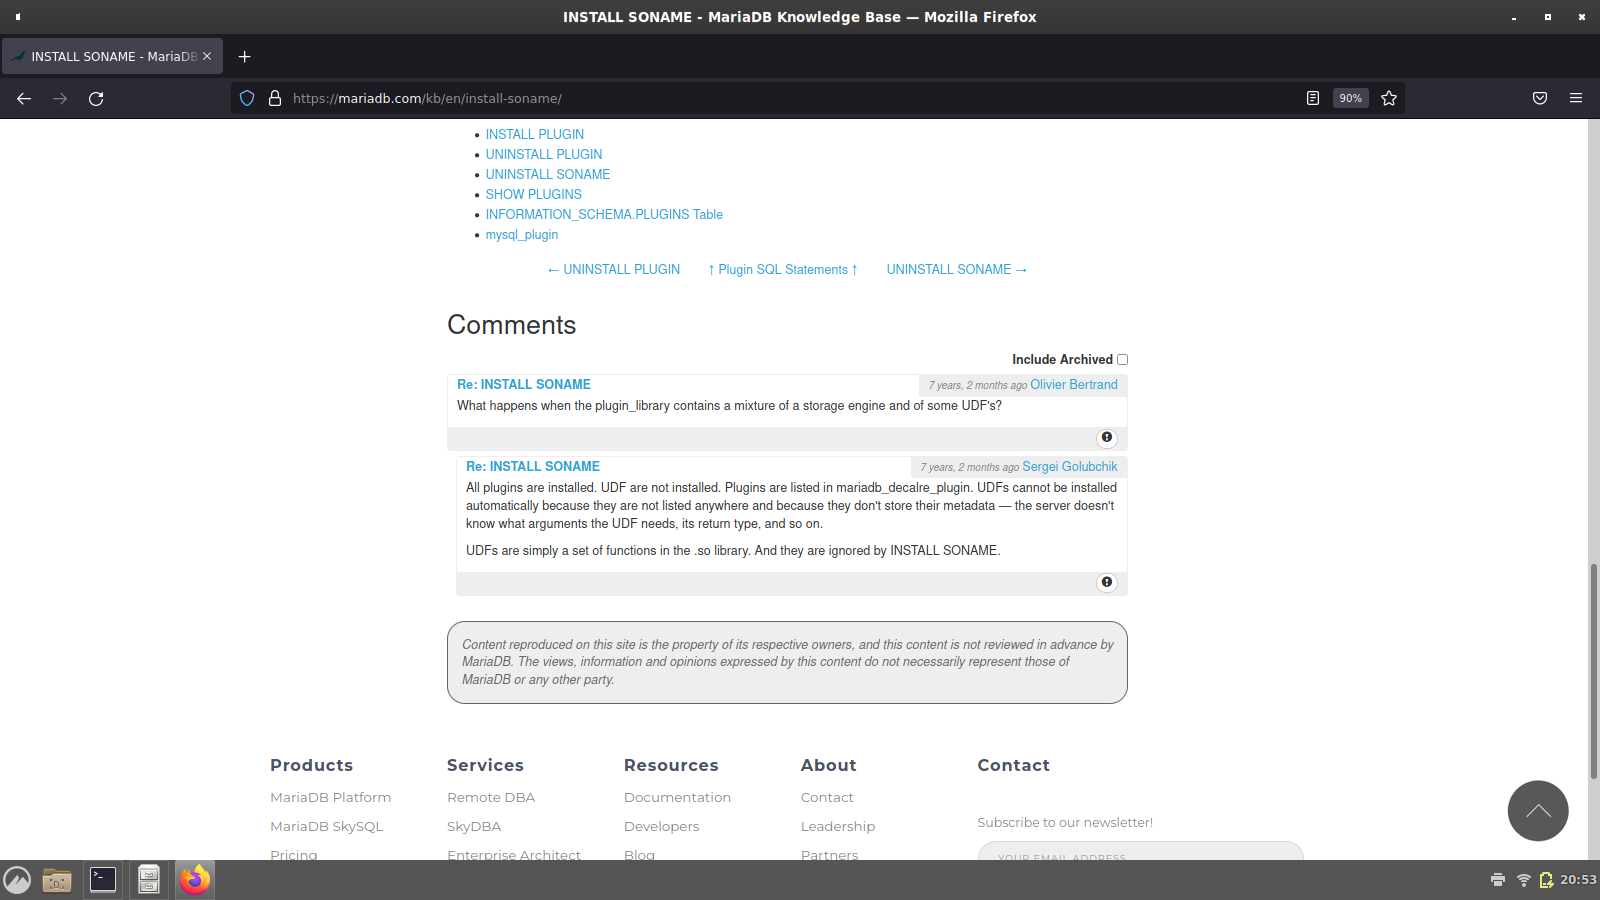 INSTALL SONAME - MariaDB Knowledge Base — Mozilla Firefox
INSTALL SONAME - MariaDB
https://mariadb.com/kb/en/install-soname/
90%
INSTALL PLUGIN
UNINSTALL PLUGIN
UNINSTALL SONAME
SHOW PLUGINS
INFORMATION_SCHEMA.PLUGINS Table
mysql_plugin
← UNINSTALL PLUGIN ↑ Plugin SQL Statements ↑ UNINSTALL SONAME →
Comments
Include Archived
Re: INSTALL SONAME 7 years, 2 months ago Olivier Bertrand
What happens when the plugin_library contains a mixture of a storage engine and of some UDF's?
Re: INSTALL SONAME 7 years, 2 months ago Sergei Golubchik
All plugins are installed. UDF are not installed. Plugins are listed in mariadb_decalre_plugin. UDFs cannot be installed
automatically because they are not listed anywhere and because they don't store their metadata — the server doesn't
know what arguments the UDF needs, its return type, and so on.
UDFs are simply a set of functions in the .so library. And they are ignored by INSTALL SONAME.
Content reproduced on this site is the property of its respective owners, and this content is not reviewed in advance by
MariaDB. The views, information and opinions expressed by this content do not necessarily represent those of
MariaDB or any other party.
Products Services Resources About Contact
MariaDB Platform Remote DBA Documentation Contact
Subscribe to our newsletter!
MariaDB SkySQL SkyDBA Developers Leadership
Pricing Enterprise Architect Blog Partners
YOUR EMAIL ADDRESS
20:53